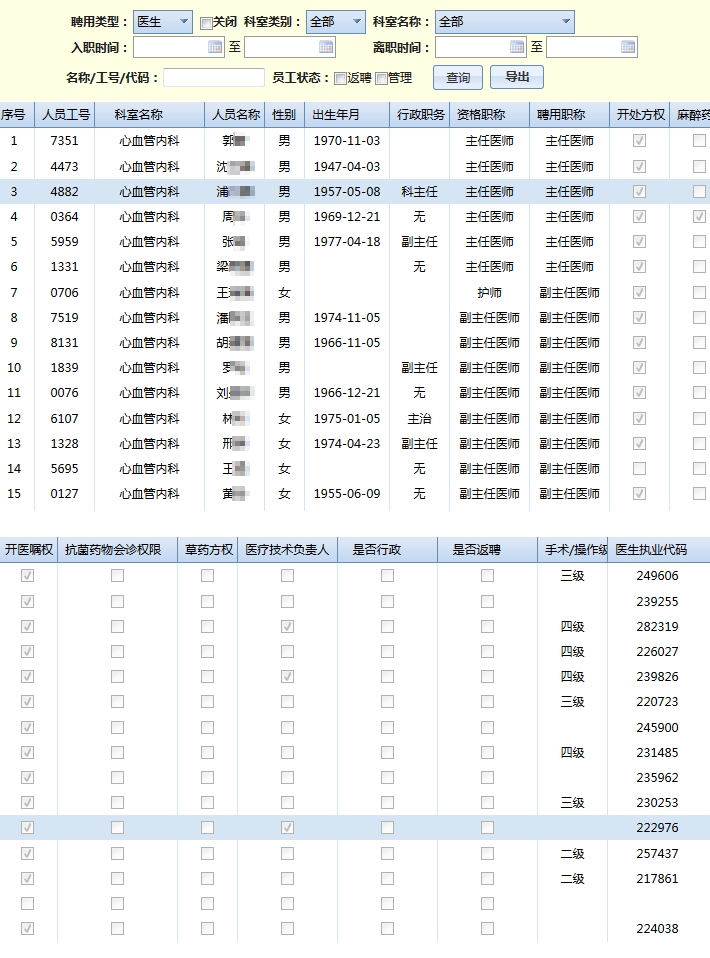 聘用类型： 医生 关闭 科室类别： 全部 科室名称： 全部
入职时间： 至 离职时间： 至
名称/工号/代码： 员工状态： 返聘 管理 查询 导出
序号 人员工号 科室名称 人员名称 性别 出生年月 行政职务 资格职称 聘用职称 开处方权 麻醉药
1 7351 心血管内科 郭 男 1970-11-03 主任医师 主任医师
2 4473 心血管内科 沈 男 1947-04-03 主任医师 主任医师
3 4882 心血管内科 浦 男 1957-05-08 科主任 主任医师 主任医师
4 0364 心血管内科 周 男 1969-12-21 无 主任医师 主任医师
5 5959 心血管内科 张 男 1977-04-18 副主任 主任医师 主任医师
6 1331 心血管内科 梁 男 无 主任医师 主任医师
7 0706 心血管内科 王 女 护师 副主任医师
8 7519 心血管内科 潘 男 1974-11-05 副主任医师 副主任医师
9 8131 心血管内科 胡 男 1966-11-05 副主任医师 副主任医师
10 1839 心血管内科 罗 男 副主任 副主任医师 副主任医师
11 0076 心血管内科 刘 男 1966-12-21 无 副主任医师 副主任医师
12 6107 心血管内科 林 女 1975-01-05 主治 副主任医师 副主任医师
13 1328 心血管内科 邢 女 1974-04-23 副主任 副主任医师 副主任医师
14 5695 心血管内科 王 女 无 副主任医师 副主任医师
15 0127 心血管内科 黄 女 1955-06-09 无 副主任医师 副主任医师
开医嘱权 抗菌药物会诊权限 草药方权 医疗技术负责人 是否行政 是否返聘 手术/操作级 医生执业代码
三级 249606
239255
四级 282319
四级 226027
四级 239826
三级 220723
245900
四级 231485
235962
三级 230253
222976
二级 257437
二级 217861
224038